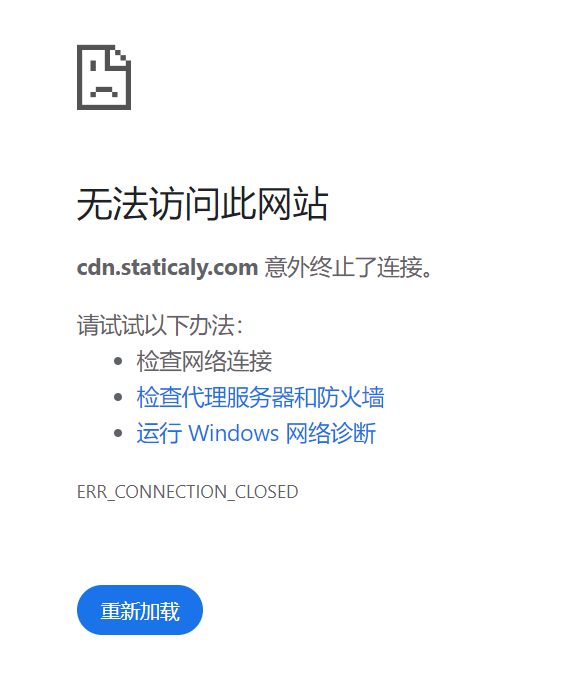 无法访问此网站
cdn.staticaly.com 意外终止了连接。
请试试以下办法：
检查网络连接
检查代理服务器和防火墙
运行 Windows 网络诊断
ERR_CONNECTION_CLOSED
重新加载